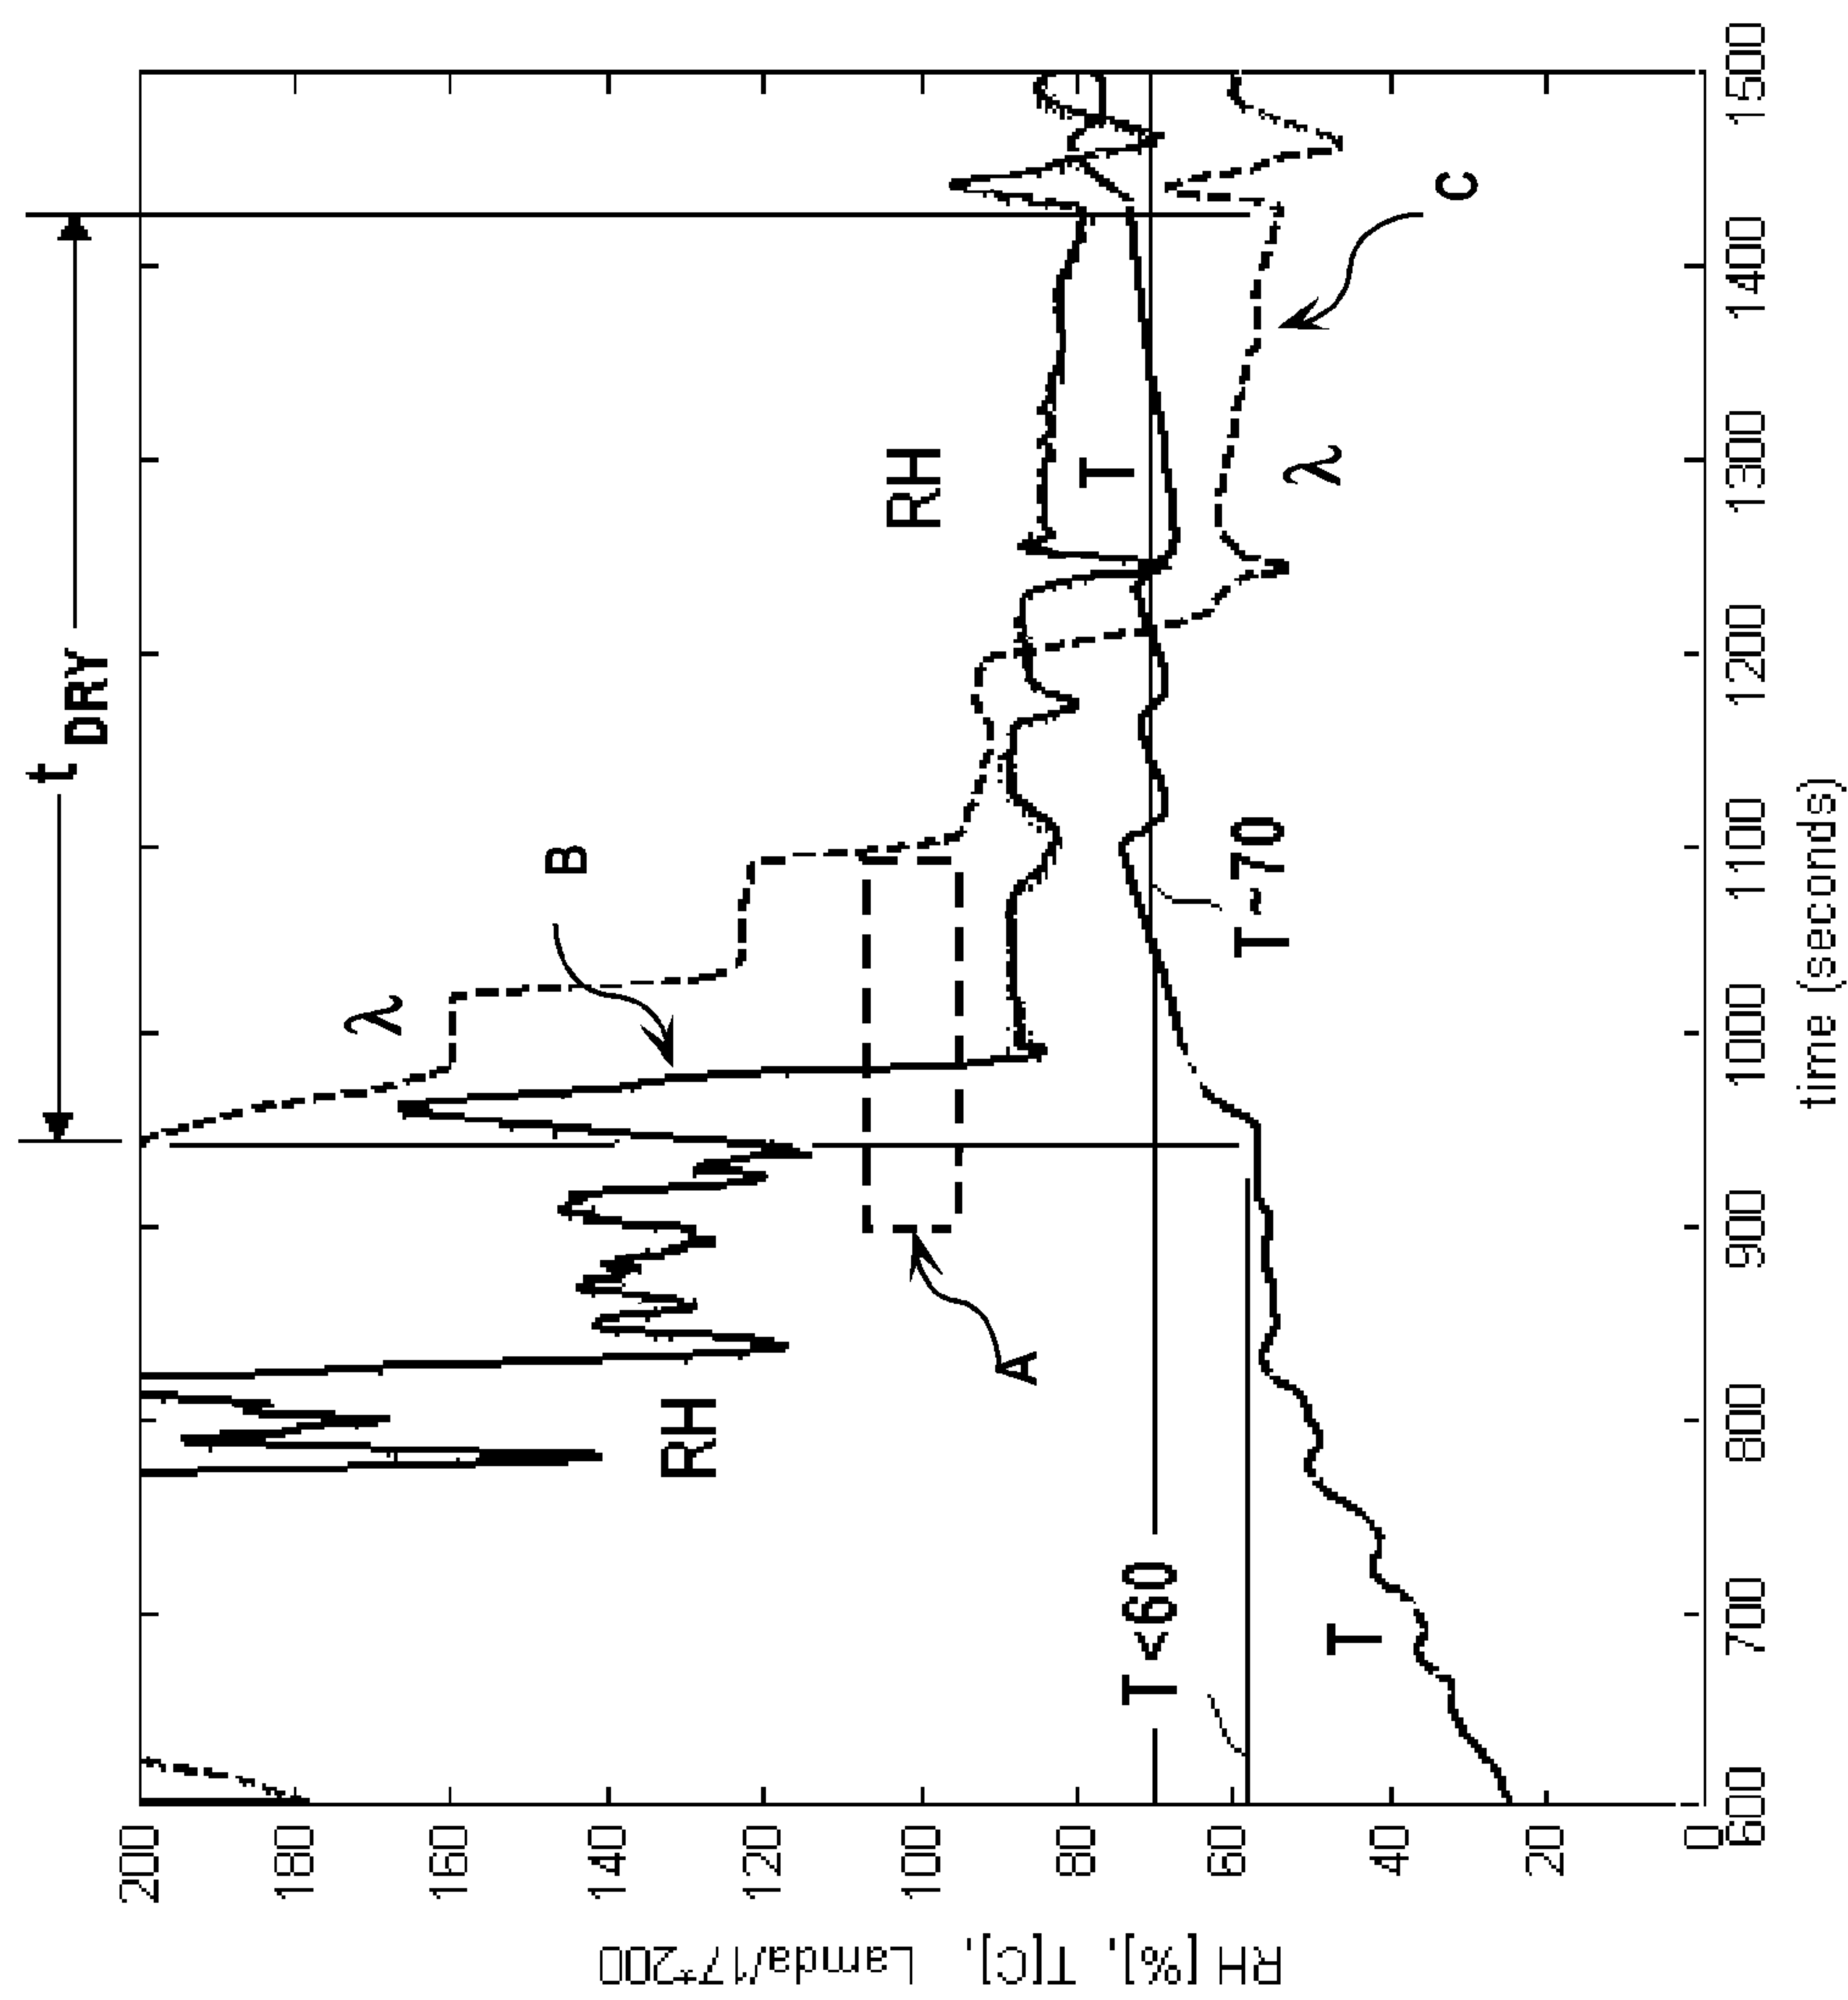 t DRY
200
180
160
140
120
100
80
60
40
20
0
RH [%], T[C], Lamda/17*200
λ
B
RH
A
RH
T
λ
C
T<60
T~70
T
600
700
800
900
1000
1100
1200
1300
1400
1500
time (seconds)